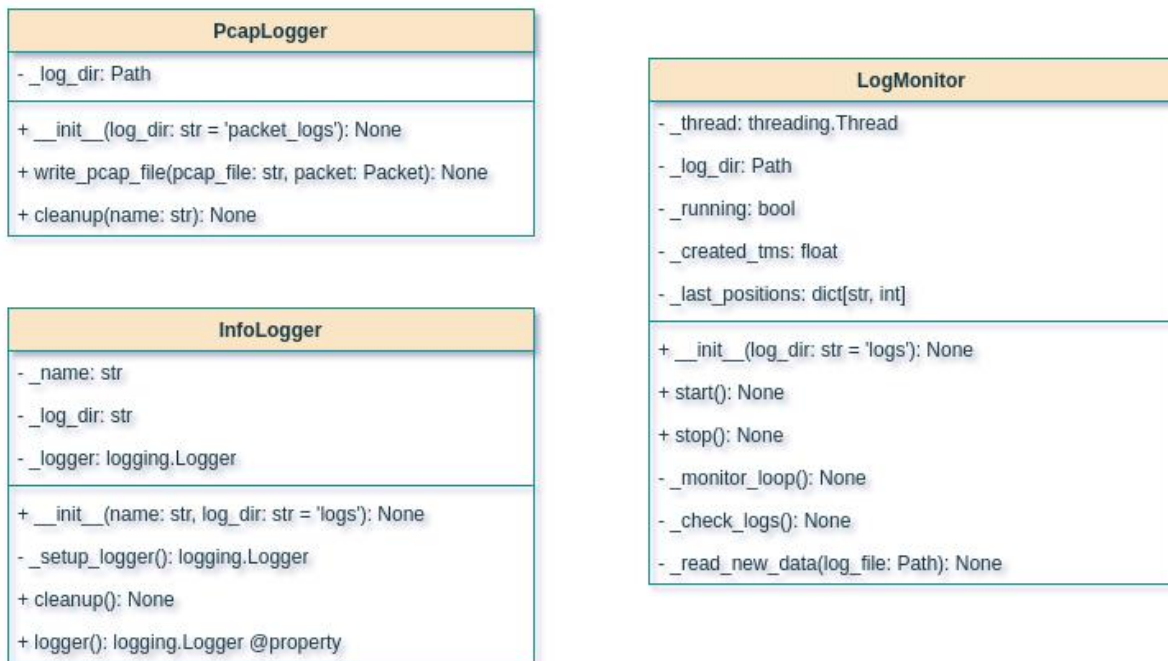 PcapLogger
- _log_dir: Path
+ __init__(log_dir: str = 'packet_logs'): None
+ write_pcap_file(pcap_file: str, packet: Packet): None
+ cleanup(name: str): None
InfoLogger
- _name: str
- _log_dir: str
- _logger: logging.Logger
+ __init__(name: str, log_dir: str = 'logs'): None
- _setup_logger(): logging.Logger
+ cleanup(): None
+ logger(): logging.Logger @property
LogMonitor
- _thread: threading.Thread
- _log_dir: Path
- _running: bool
- _created_tms: float
- _last_positions: dict[str, int]
+ __init__(log_dir: str = 'logs'): None
+ start(): None
+ stop(): None
- _monitor_loop(): None
- _check_logs(): None
- _read_new_data(log_file: Path): None